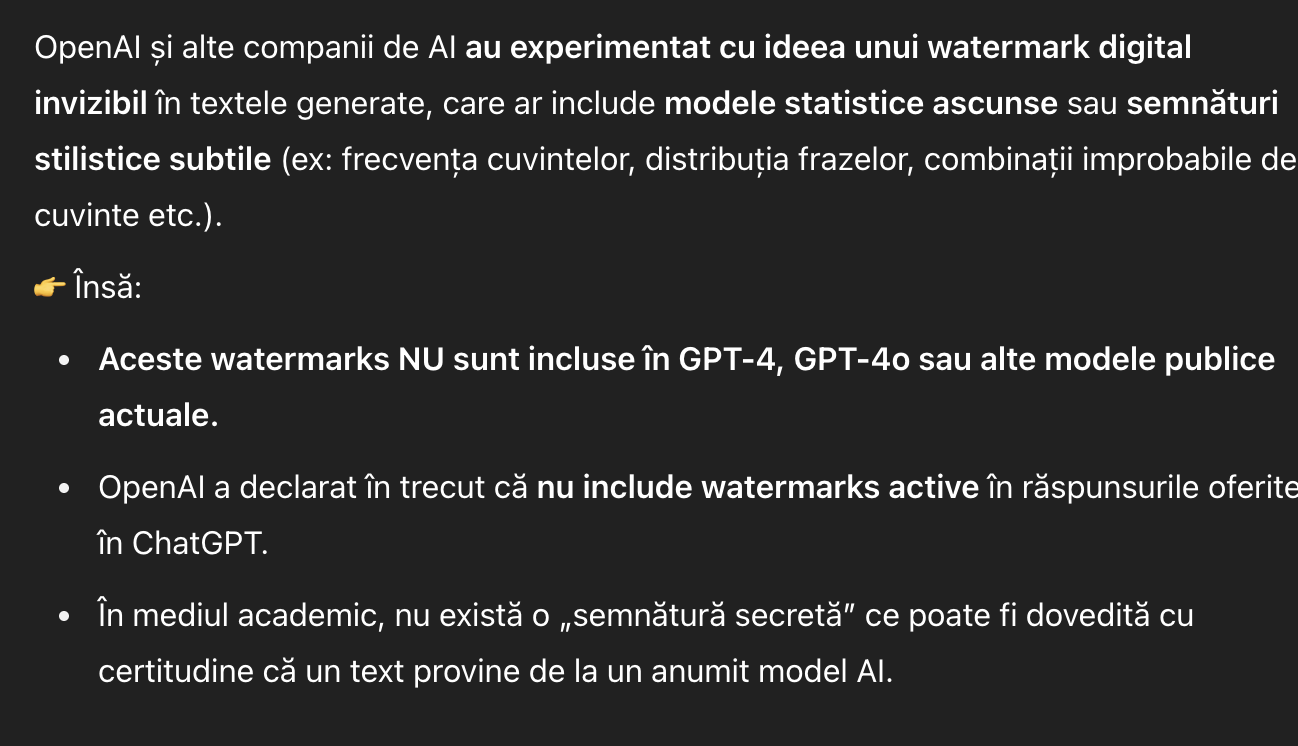 OpenAI și alte companii de AI au experimentat cu ideea unui watermark digital
invizibil în textele generate, care ar include modele statistice ascunse sau semnături
stilistice subtile (ex: frecvența cuvintelor, distribuția frazelor, combinații improbabile de
cuvinte etc.).
👉 Însă:
• Aceste watermarks NU sunt incluse în GPT-4, GPT-4o sau alte modele publice
actuale.
• OpenAI a declarat în trecut că nu include watermarks active în răspunsurile oferite
în ChatGPT.
• În mediul academic, nu există o „semnătură secretă” ce poate fi dovedită cu
certitudine că un text provine de la un anumit model AI.